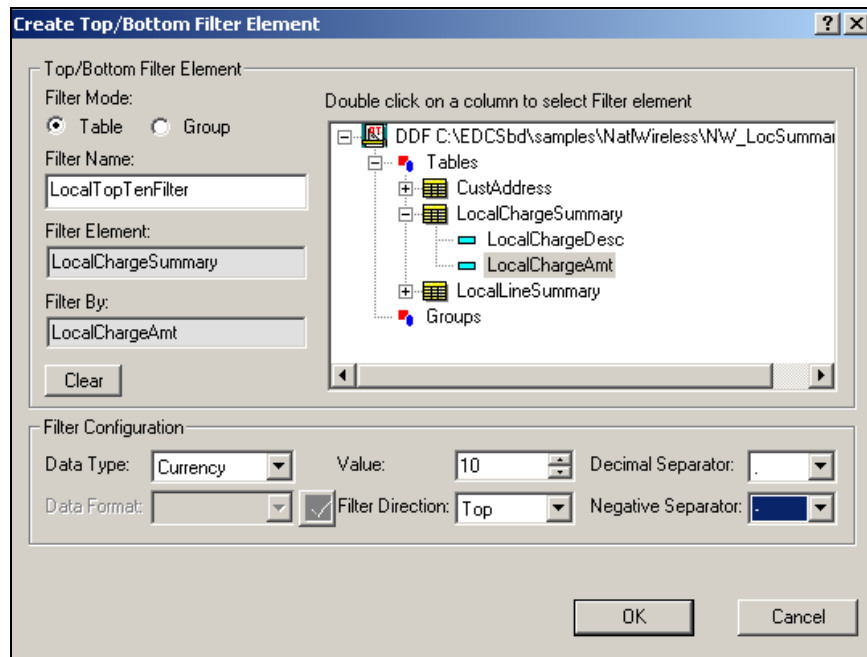 Create Top/Bottom Filter Element
Top/Bottom Filter Element
Filter Mode:
Table
Group
Filter Name:
LocalTopTenFilter
Filter Element:
LocalChargeSummary
Filter By:
LocalChargeAmt
Clear
Double click on a column to select Filter element
DDF C:\EDCSbd\samples\NatlWireless\NW_LocSummar
Tables
CustAddress
LocalChargeSummary
LocalChargeDesc
LocalChargeAmt
LocalLineSummary
Groups
Filter Configuration
Data Type: Currency Value: 10 Decimal Separator: .
Data Format: Filter Direction: Top Negative Separator: -
OK Cancel